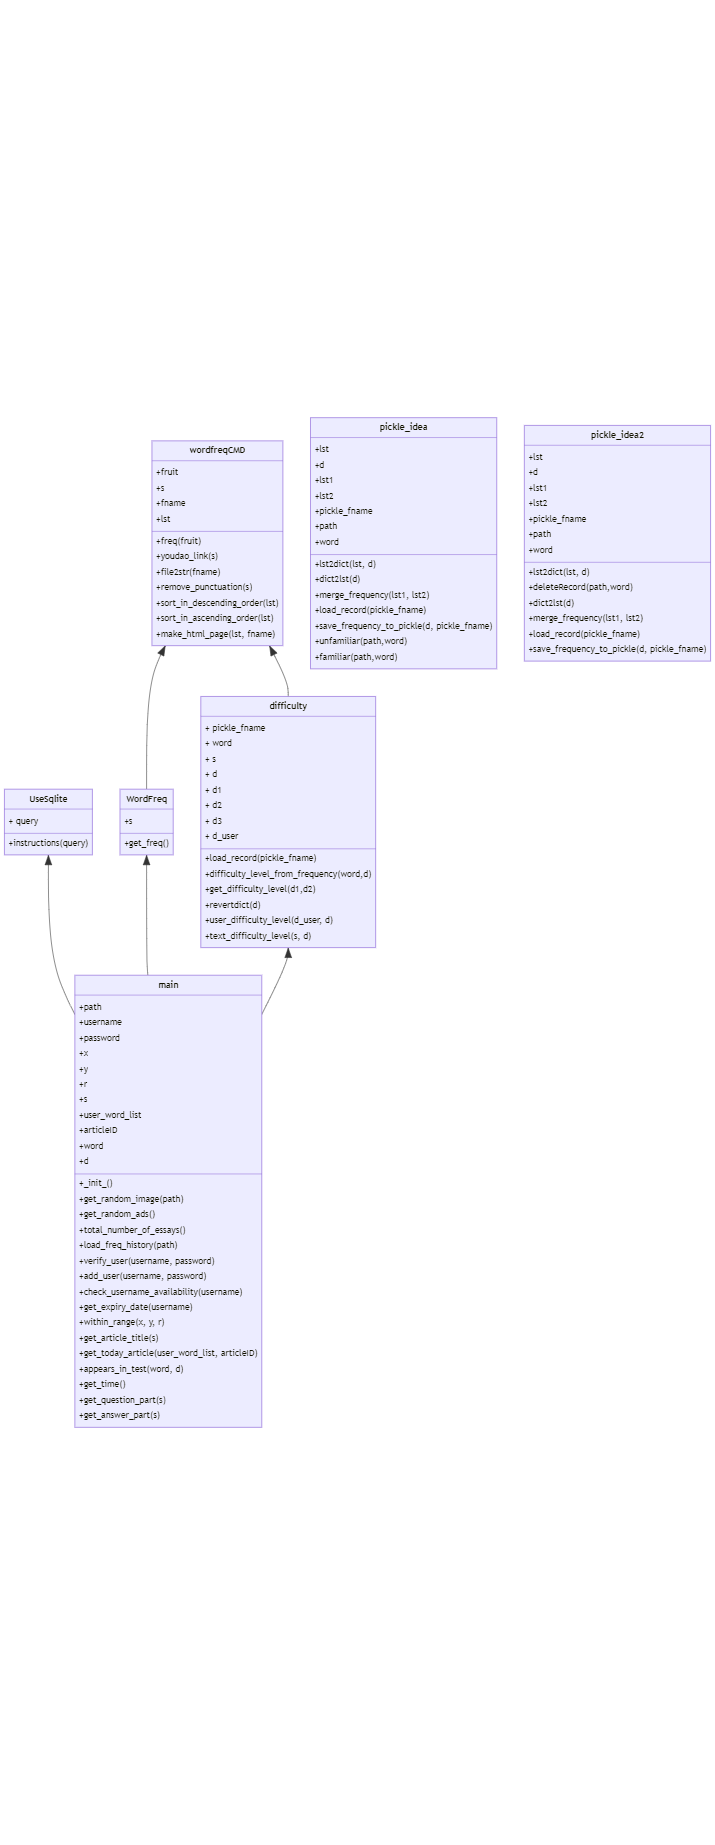 wordfreqCMD
+fruit
+s
+fname
+lst
+freq(fruit)
+youdao_link(s)
+file2str(fname)
+remove_punctuation(s)
+sort_in_descending_order(lst)
+sort_in_ascending_order(lst)
+make_html_page(lst, fname)
pickle_idea
+lst
+d
+lst1
+lst2
+pickle_fname
+path
+word
+lst2dict(lst, d)
+dict2lst(d)
+merge_frequency(lst1, lst2)
+load_record(pickle_fname)
+save_frequency_to_pickle(d, pickle_fname)
+unfamiliar(path,word)
+familiar(path,word)
pickle_idea2
+lst
+d
+lst1
+lst2
+pickle_fname
+path
+word
+lst2dict(lst, d)
+deleteRecord(path,word)
+dict2lst(d)
+merge_frequency(lst1, lst2)
+load_record(pickle_fname)
+save_frequency_to_pickle(d, pickle_fname)
UseSqlite
+ query
+instructions(query)
WordFreq
+s
+get_freq()
difficulty
+ pickle_fname
+ word
+ s
+ d
+ d1
+ d2
+ d3
+ d_user
+load_record(pickle_fname)
+difficulty_level_from_frequency(word,d)
+get_difficulty_level(d1,d2)
+revertdict(d)
+user_difficulty_level(d_user, d)
+text_difficulty_level(s, d)
main
+path
+username
+password
+x
+y
+r
+s
+user_word_list
+articleID
+word
+d
+_init_()
+get_random_image(path)
+get_random_ads()
+total_number_of_essays()
+load_freq_history(path)
+verify_user(username, password)
+add_user(username, password)
+check_username_availability(username)
+get_expiry_date(username)
+within_range(x, y, r)
+get_article_title(s)
+get_today_article(user_word_list, articleID)
+appears_in_test(word, d)
+get_time()
+get_question_part(s)
+get_answer_part(s)